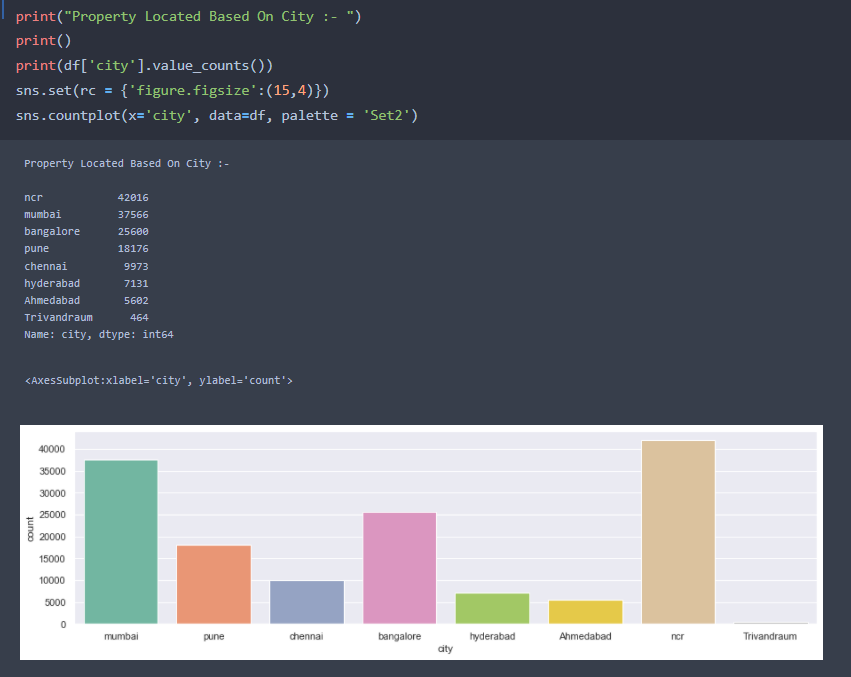 print("Property Located Based On City :- ")
print()
print(df['city'].value_counts())
sns.set(rc = {'figure.figsize':(15,4)})
sns.countplot(x='city', data=df, palette = 'Set2')
Property Located Based On City :-
ncr 42016
mumbai 37566
bangalore 25600
pune 18176
chennai 9973
hyderabad 7131
Ahmedabad 5602
Trivandraum 464
Name: city, dtype: int64
<AxesSubplot:xlabel='city', ylabel='count'>
40000
35000
30000
25000
20000
15000
10000
5000
0
count
mumbai pune chennai bangalore hyderabad Ahmedabad ncr Trivandraum
city